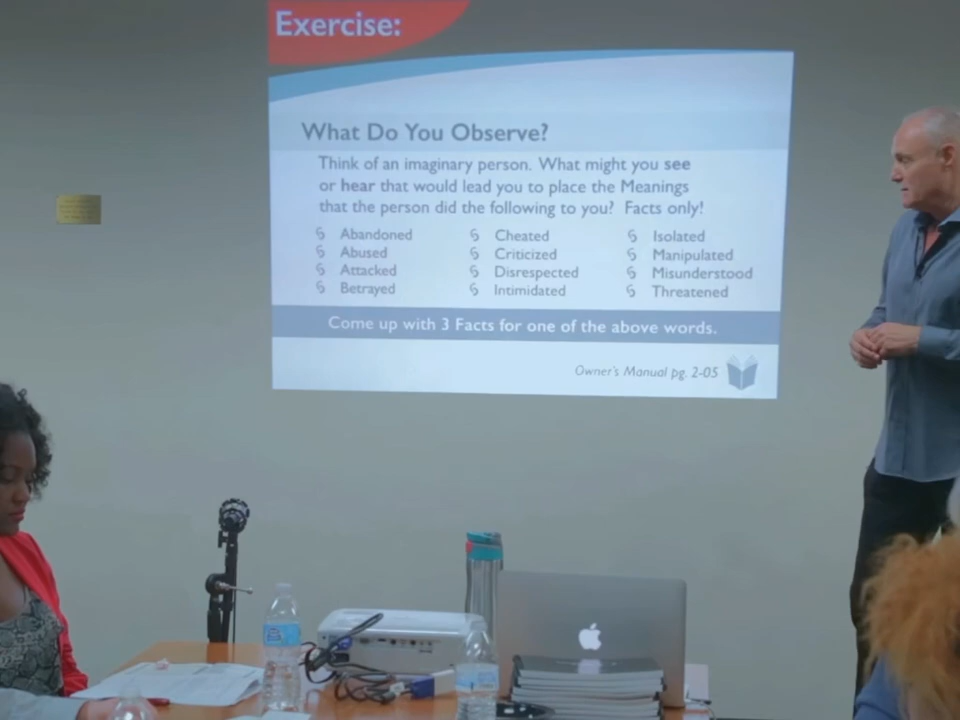 Exercise:
What Do You Observe?
Think of an imaginary person. What might you see
or hear that would lead you to place the Meanings
that the person did the following to you? Facts only!
Abandoned Cheated Isolated
Abused Criticized Manipulated
Attacked Disrespected Misunderstood
Betrayed Intimidated Threatened
Come up with 3 Facts for one of the above words.
Owner's Manual pg. 2-05